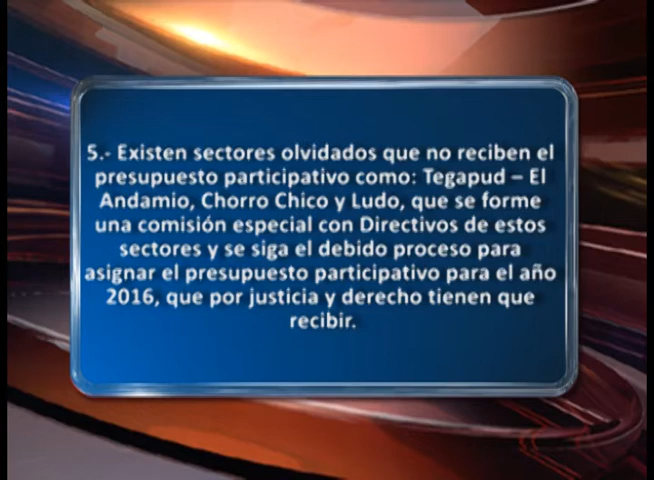 5.- Existen sectores olvidados que no reciben el
presupuesto participativo como: Tegapud – El
Andamio, Chorro Chico y Ludo, que se forme
una comisión especial con Directivos de estos
sectores y se siga el debido proceso para
asignar el presupuesto participativo para el año
2016, que por justicia y derecho tienen que
recibir.